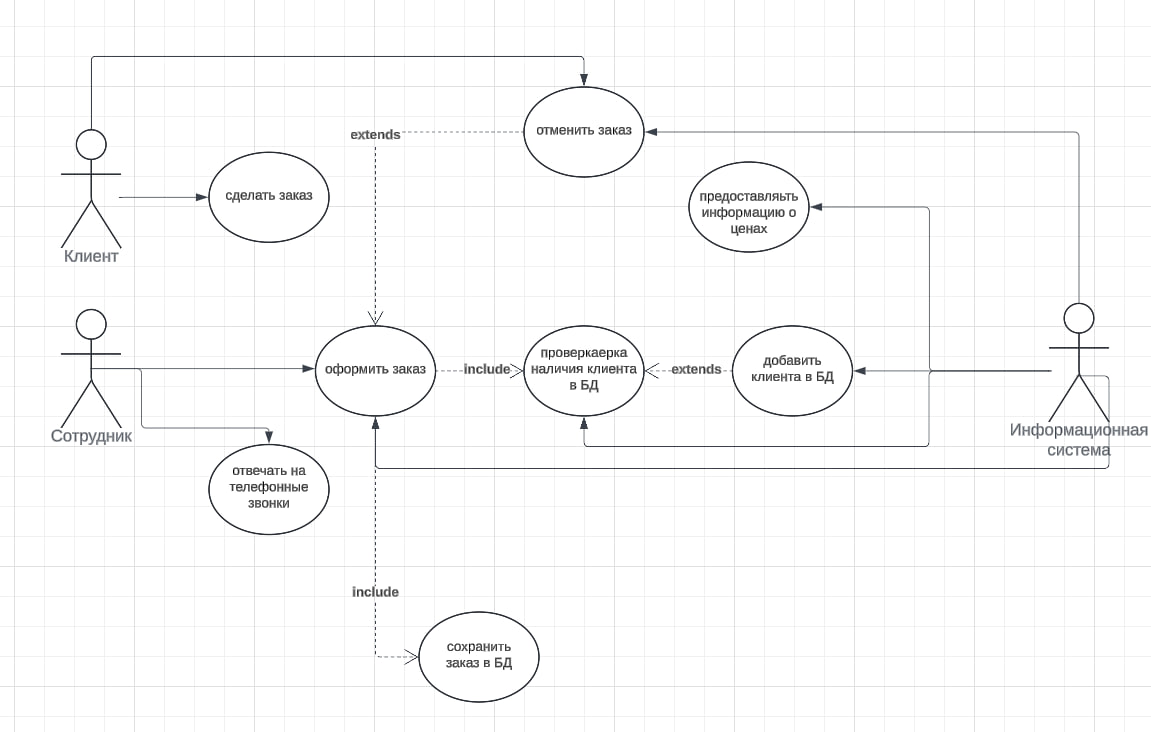 extends
отменить заказ
сделать заказ
предоставляьть
информацию о
ценах
Клиент
оформить заказ
include
проверкаерка
наличия клиента
в БД
extends
добавить
клиента в БД
Сотрудник
Информационная
система
отвечать на
телефонные
звонки
include
сохранить
заказ в БД